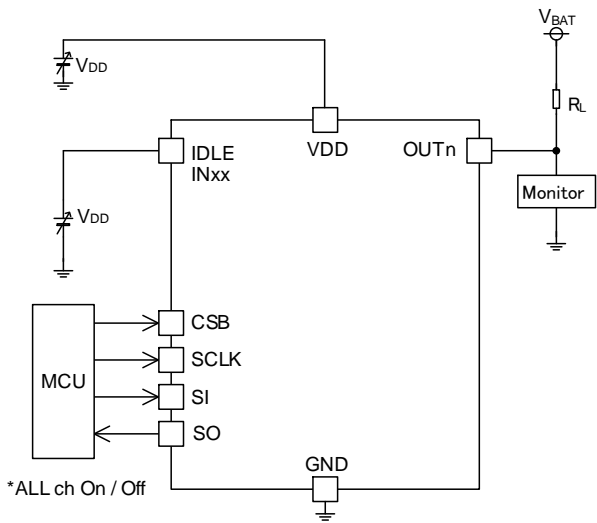 VBAT
VDD
RL
VDD
OUTn
IDLE
INxx
Monitor
VDD
CSB
SCLK
MCU
SI
SO
GND
*ALL ch On / Off